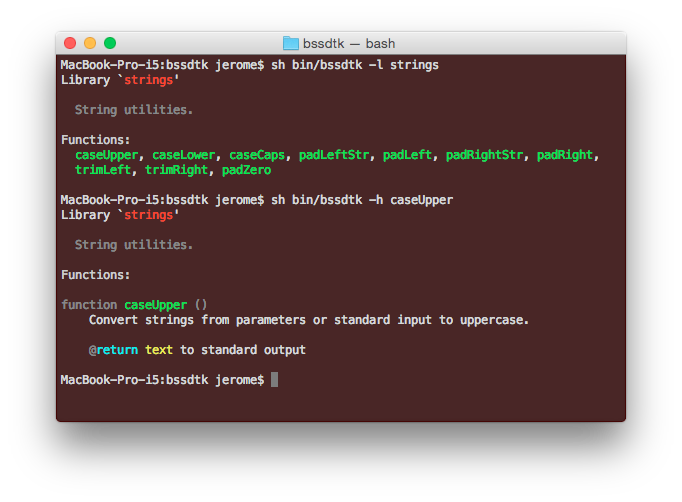 bssdtk — bash
MacBook-Pro-i5:bssdtk jerome$ sh bin/bssdtk -l strings
Library `strings'
String utilities.
Functions:
caseUpper, caseLower, caseCaps, padLeftStr, padLeft, padRightStr, padRight,
trimLeft, trimRight, padZero
MacBook-Pro-i5:bssdtk jerome$ sh bin/bssdtk -h caseUpper
Library `strings'
String utilities.
Functions:
function caseUpper ()
Convert strings from parameters or standard input to uppercase.
@return text to standard output
MacBook-Pro-i5:bssdtk jerome$